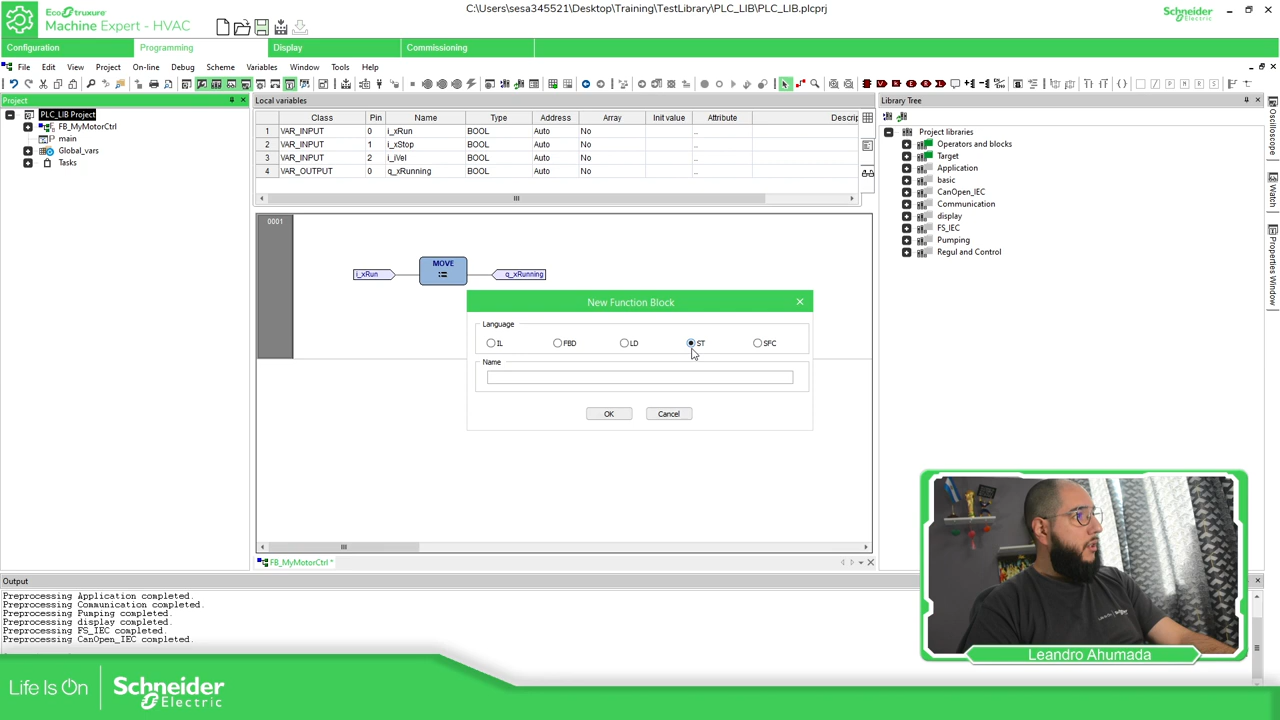 C:\Users\esa345521\Desktop\Training\TestLibrary\PLC_LIB\PLC_LIB.plcprj
EcoStruxure
Machine Expert - HVAC
Schneider Electric
Configuration Programming Display Commissioning
File Edit View Project On-line Debug Scheme Variables Window Tools Help
Project
PLC_LIB Project
FB_MyMotorCtrl
main
Global_vars
Tasks
Local variables
Class Pin Name Type Address Array Init value Attribute Descrip
1 VAR_INPUT 0 i_xRun BOOL Auto No ..
2 VAR_INPUT 1 i_xStop BOOL Auto No ..
3 VAR_INPUT 2 i_iVel BOOL Auto No ..
4 VAR_OUTPUT 0 q_xRunning BOOL Auto No ..
0001
MOVE
:=
i_xRun
q_xRunning
New Function Block
Language
IL FBD LD ST SFC
Name
OK Cancel
FB_MyMotorCtrl *
Library Tree
Project libraries
Operators and blocks
Target
Application
basic
CanOpen_IEC
Communication
display
FS_IEC
Pumping
Regul and Control
Oscilloscope
Watch
Properties Window
Output
Preprocessing Application completed.
Preprocessing Communication completed.
Preprocessing Pumping completed.
Preprocessing display completed.
Preprocessing FS_IEC completed.
Preprocessing CanOpen_IEC completed.
Leandro Ahumada
Life Is On
Schneider
Electric